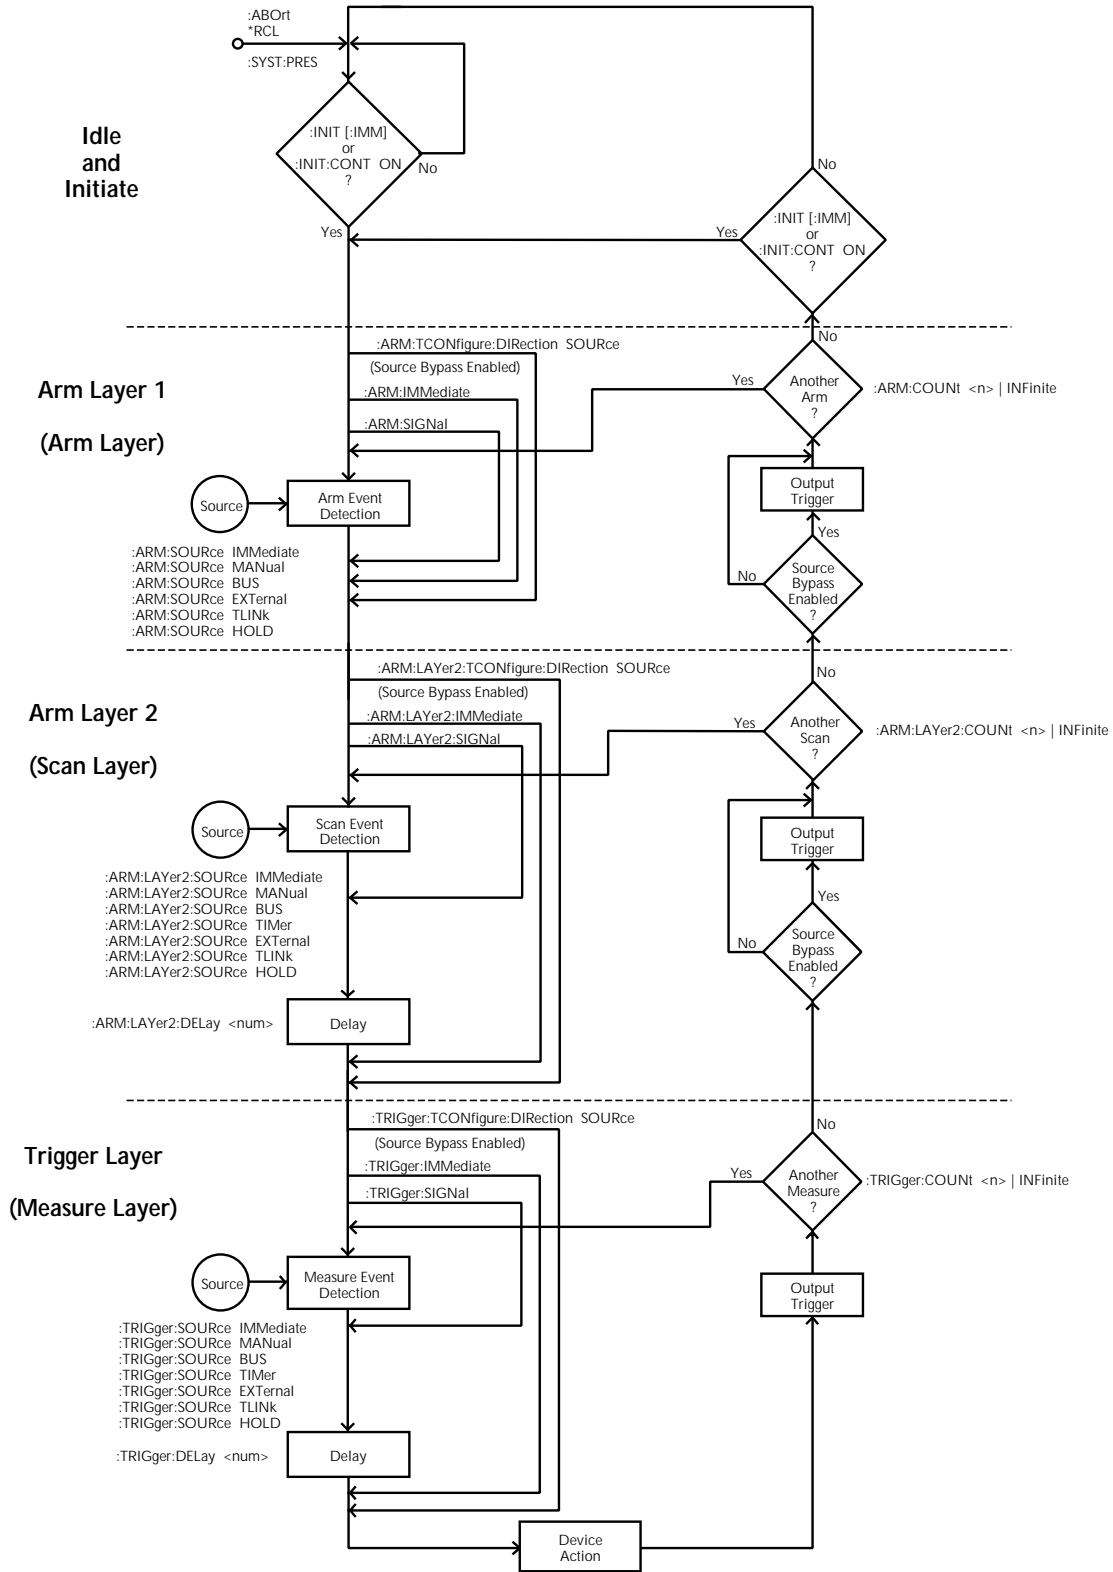 :ABOrt
*RCL
:SYST:PRES
Idle
and
Initiate
:INIT [:IMM]
or
:INIT:CONT ON
?
No
Yes
No
:INIT [:IMM]
or
:INIT:CONT ON
?
Yes
No
Arm Layer 1
(Arm Layer)
:ARM:TCONfigure:DIRection SOURce
(Source Bypass Enabled)
:ARM:IMMediate
:ARM:SIGNal
Yes
Another
Arm
?
:ARM:COUNt <n> | INFinite
Source
Arm Event
Detection
Output
Trigger
Yes
:ARM:SOURce IMMediate
:ARM:SOURce MANual
:ARM:SOURce BUS
:ARM:SOURce EXTernal
:ARM:SOURce TLINk
:ARM:SOURce HOLD
No
Source
Bypass
Enabled
?
No
Arm Layer 2
(Scan Layer)
:ARM:LAYer2:TCONfigure:DIRection SOURce
(Source Bypass Enabled)
:ARM:LAYer2:IMMediate
:ARM:LAYer2:SIGNal
Yes
Another
Scan
?
:ARM:LAYer2:COUNt <n> | INFinite
Source
Scan Event
Detection
Output
Trigger
Yes
:ARM:LAYer2:SOURce IMMediate
:ARM:LAYer2:SOURce MANual
:ARM:LAYer2:SOURce BUS
:ARM:LAYer2:SOURce TIMer
:ARM:LAYer2:SOURce EXTernal
:ARM:LAYer2:SOURce TLINk
:ARM:LAYer2:SOURce HOLD
No
Source
Bypass
Enabled
?
:ARM:LAYer2:DELay <num>
Delay
No
Trigger Layer
(Measure Layer)
:TRIGger:TCONfigure:DIRection SOURce
(Source Bypass Enabled)
:TRIGger:IMMediate
:TRIGger:SIGNal
Yes
Another
Measure
?
:TRIGger:COUNt <n> | INFinite
Source
Measure Event
Detection
Output
Trigger
:TRIGger:SOURce IMMediate
:TRIGger:SOURce MANual
:TRIGger:SOURce BUS
:TRIGger:SOURce TIMer
:TRIGger:SOURce EXTernal
:TRIGger:SOURce TLINk
:TRIGger:SOURce HOLD
:TRIGger:DELay <num>
Delay
Device
Action